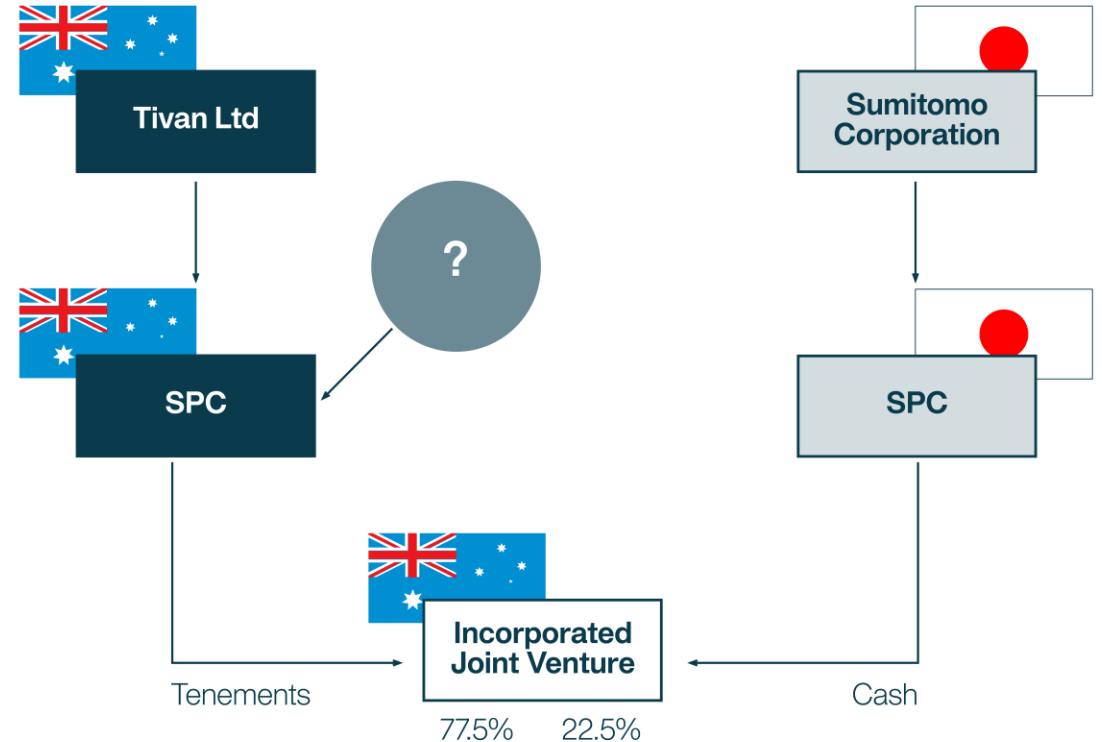 Tivan Ltd
Sumitomo
Corporation
?
SPC
SPC
Incorporated
Joint Venture
Tenements
Cash
77.5%
22.5%